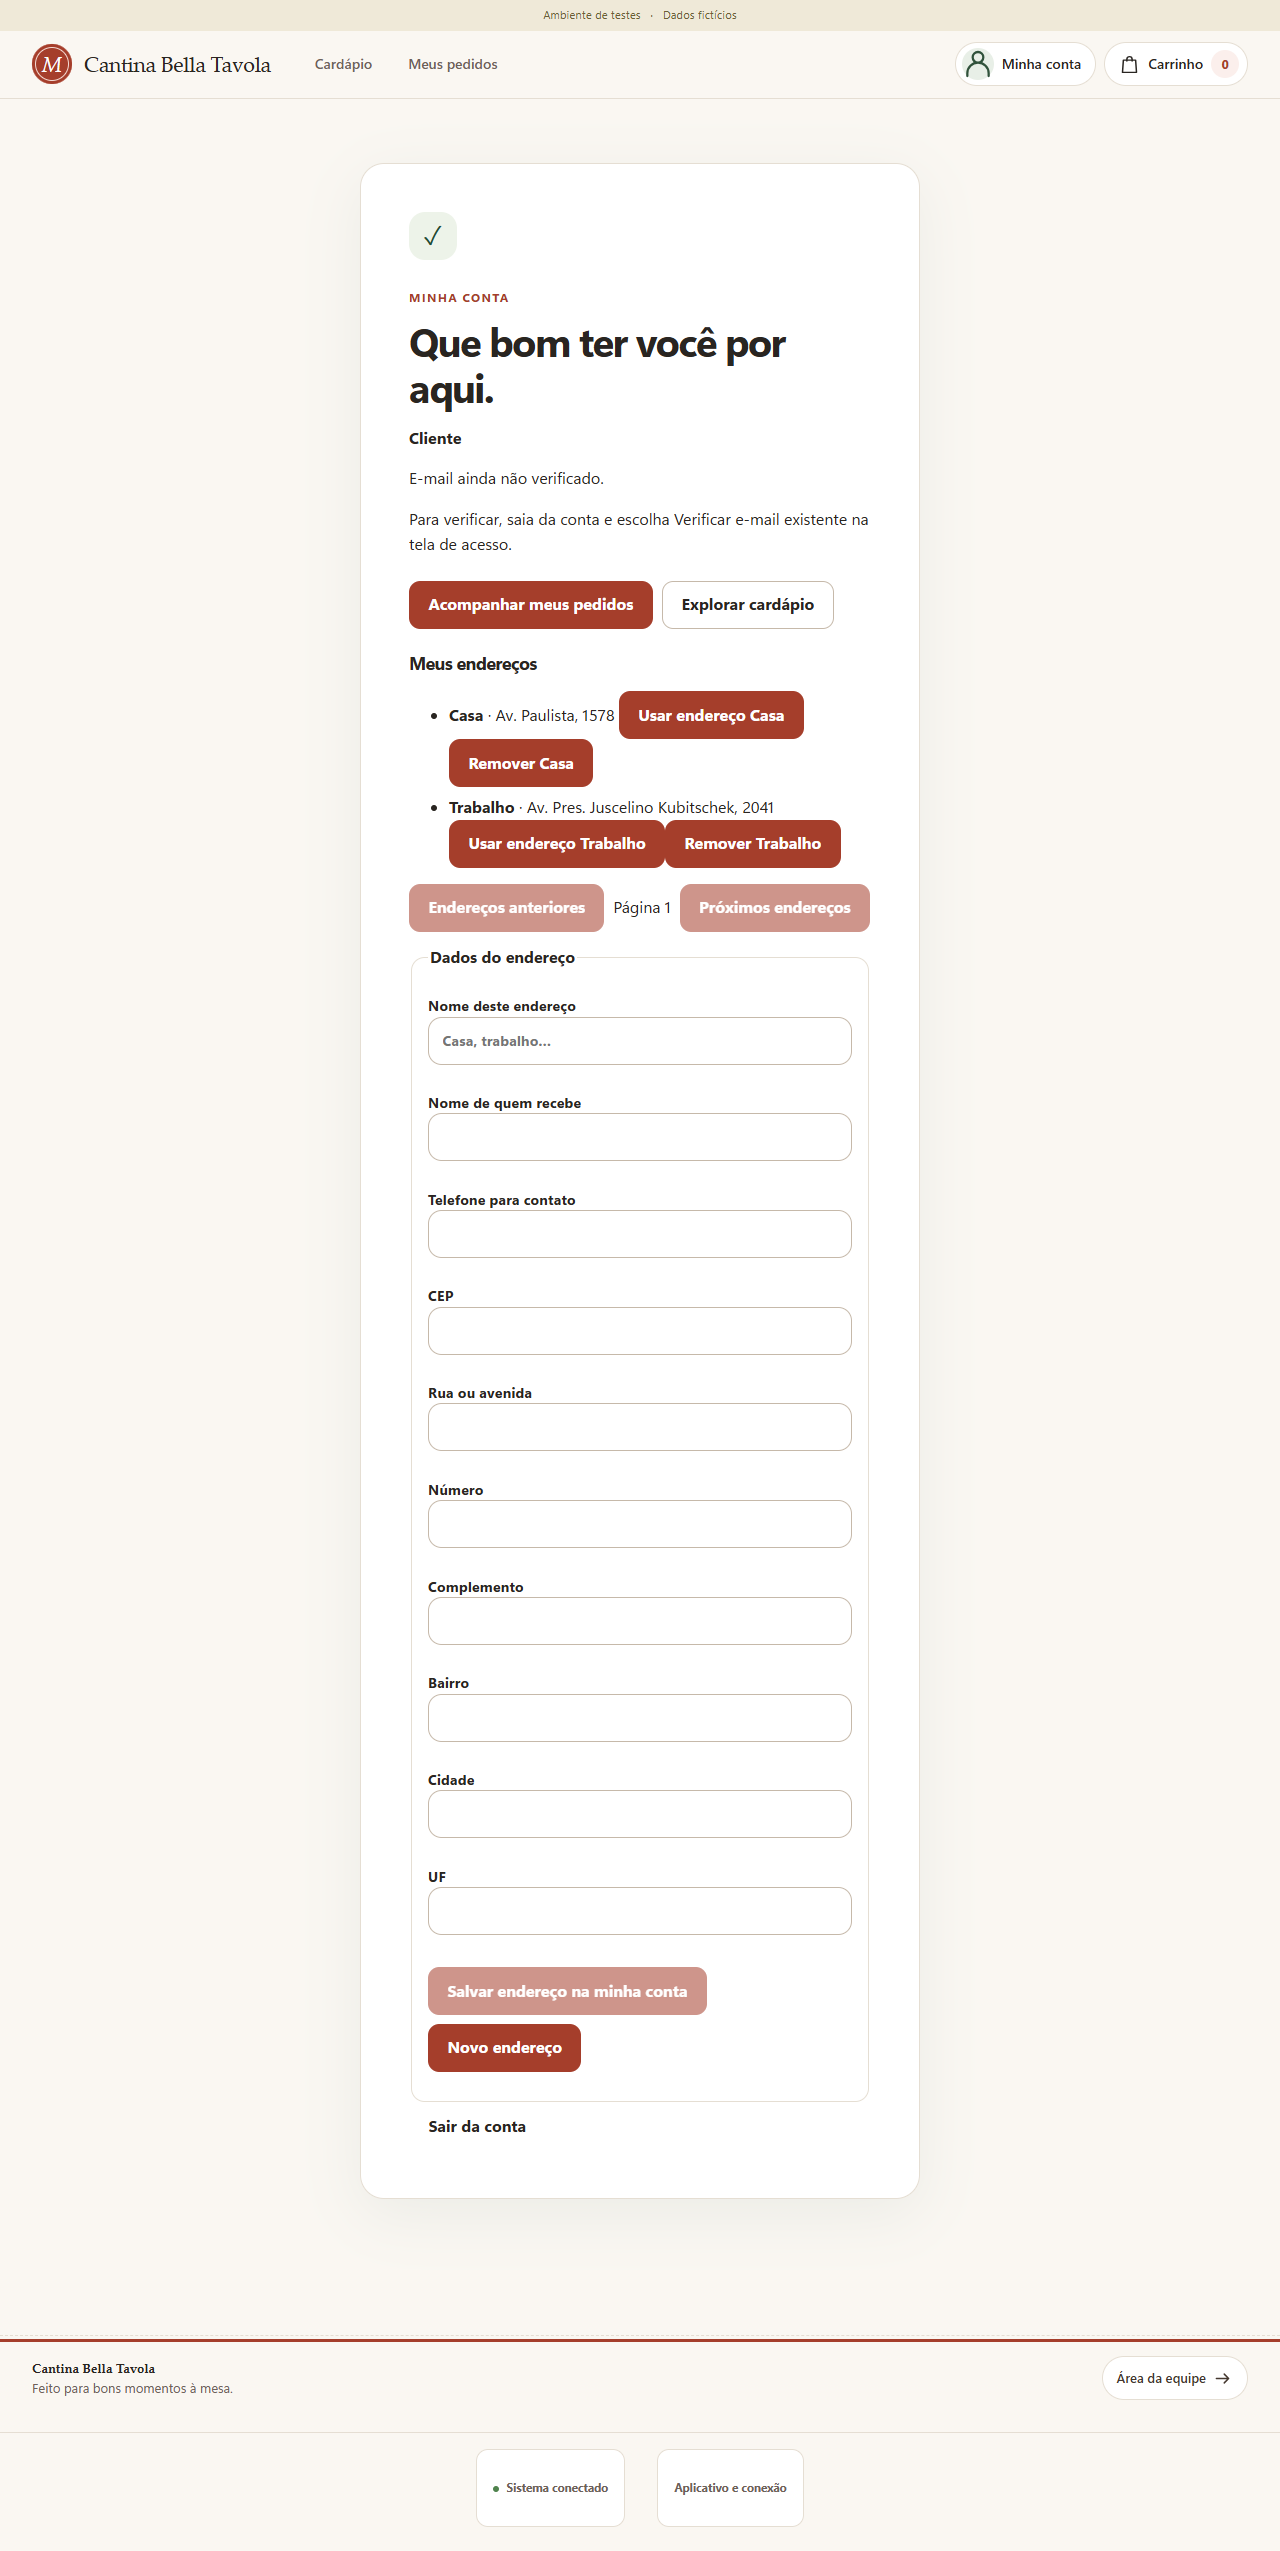 Ambiente de testes · Dados fictícios
M Cantina Bella Tavola Cardápio Meus pedidos Minha conta Carrinho 0
✓
MINHA CONTA
Que bom ter você por
aqui.
Cliente
E-mail ainda não verificado.
Para verificar, saia da conta e escolha Verificar e-mail existente na
tela de acesso.
Acompanhar meus pedidos Explorar cardápio
Meus endereços
• Casa · Av. Paulista, 1578 Usar endereço Casa
Remover Casa
• Trabalho · Av. Pres. Juscelino Kubitschek, 2041
Usar endereço Trabalho Remover Trabalho
Endereços anteriores Página 1 Próximos endereços
Dados do endereço
Nome deste endereço
Casa, trabalho...
Nome de quem recebe
Telefone para contato
CEP
Rua ou avenida
Número
Complemento
Bairro
Cidade
UF
Salvar endereço na minha conta
Novo endereço
Sair da conta
Cantina Bella Tavola
Feito para bons momentos à mesa.
Área da equipe →
Sistema conectado Aplicativo e conexão